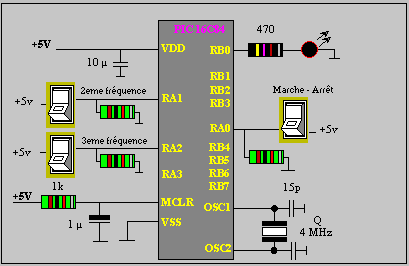 PIC 16C84
+5V
VDD
10 µ
RB0
470
RB1
RB2
RB3
2eme fréquence
+5v
RA1
Marche - Arrêt
RA0
+5v
3eme fréquence
+5v
RA2
RA3
RB4
RB5
RB6
RB7
1k
+5V
MCLR
1 µ
VSS
OSC1
15p
Q
4 MHz
OSC2